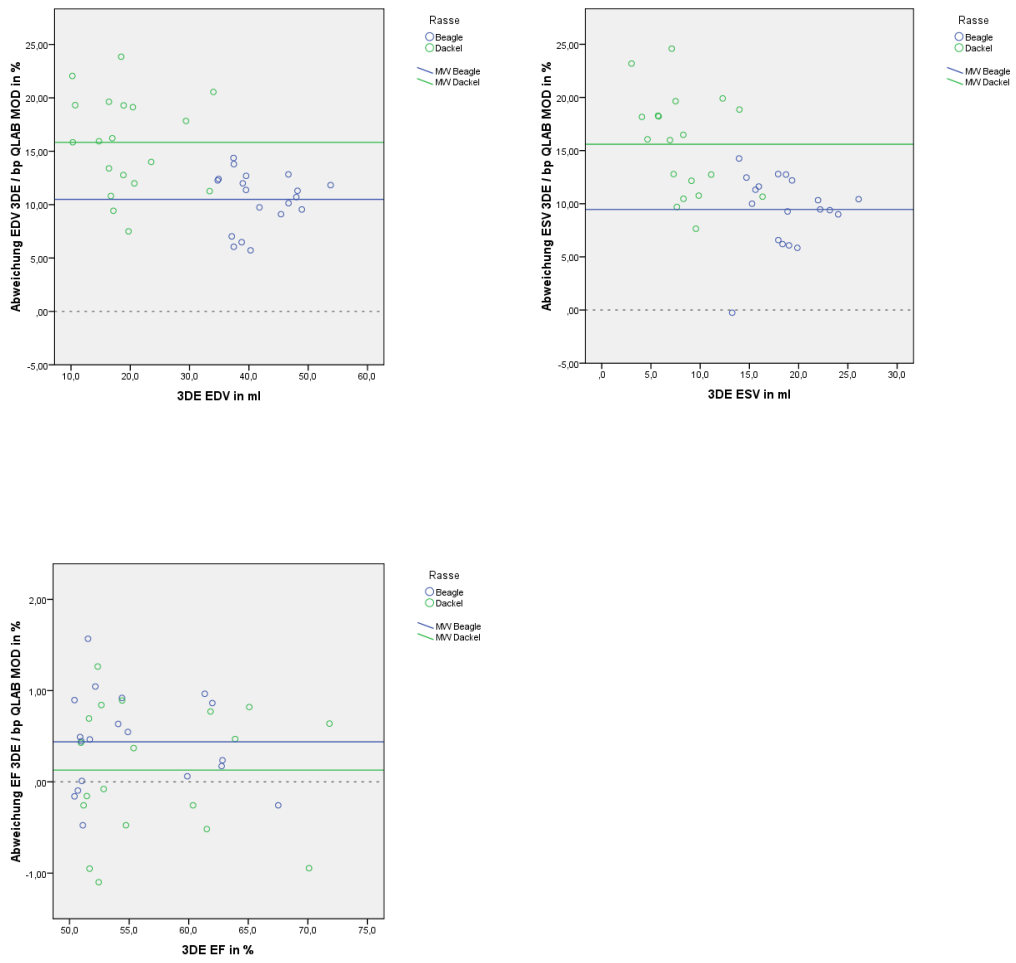 Rasse
Beagle
Dackel
MW Beagle
MW Dackel
Abweichung EDV 3DE / bp QLAB MOD in %
25,00
20,00
15,00
10,00
5,00
,00
-5,00
10,0 20,0 30,0 40,0 50,0 60,0
3DE EDV in ml
Rasse
Beagle
Dackel
MW Beagle
MW Dackel
Abweichung ESV 3DE / bp QLAB MOD in %
25,00
20,00
15,00
10,00
5,00
,00
-5,00
,0 5,0 10,0 15,0 20,0 25,0 30,0
3DE ESV in ml
Rasse
Beagle
Dackel
MW Beagle
MW Dackel
Abweichung EF 3DE / bp QLAB MOD in %
2,00
1,00
,00
-1,00
50,0 55,0 60,0 65,0 70,0 75,0
3DE EF in %